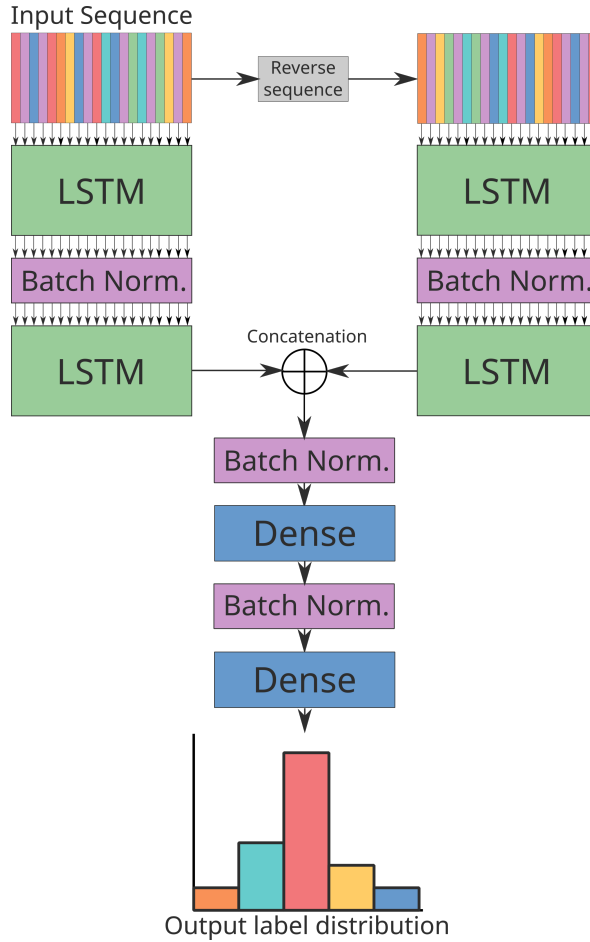 Input Sequence
Reverse
sequence
LSTM
LSTM
Batch Norm.
Batch Norm.
Concatenation
LSTM
LSTM
Batch Norm.
Dense
Batch Norm.
Dense
Output label distribution